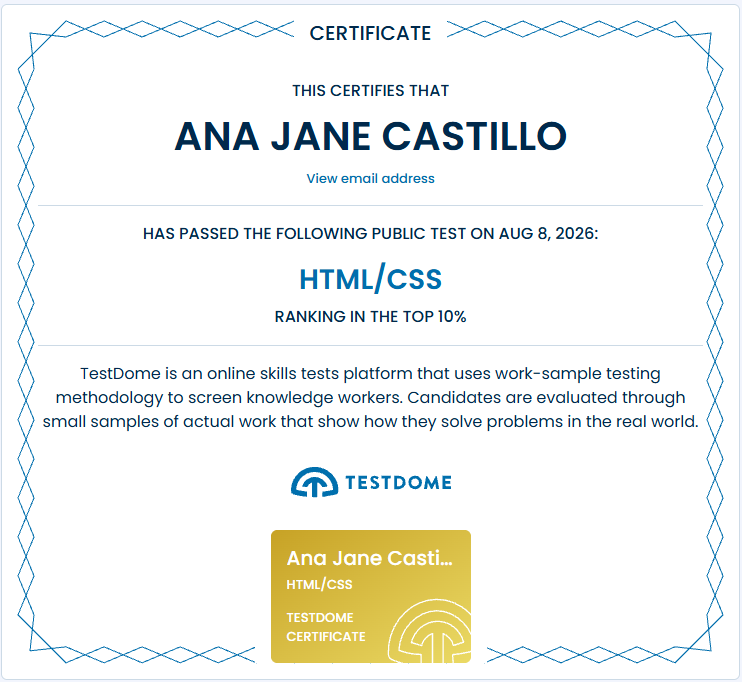 CERTIFICATE
THIS CERTIFIES THAT
ANA JANE CASTILLO
View email address
HAS PASSED THE FOLLOWING PUBLIC TEST ON AUG 8, 2026:
HTML/CSS
RANKING IN THE TOP 10%
TestDome is an online skills tests platform that uses work-sample testing
methodology to screen knowledge workers. Candidates are evaluated through
small samples of actual work that show how they solve problems in the real world.
TESTDOME
Ana Jane Casti...
HTML/CSS
TESTDOME
CERTIFICATE